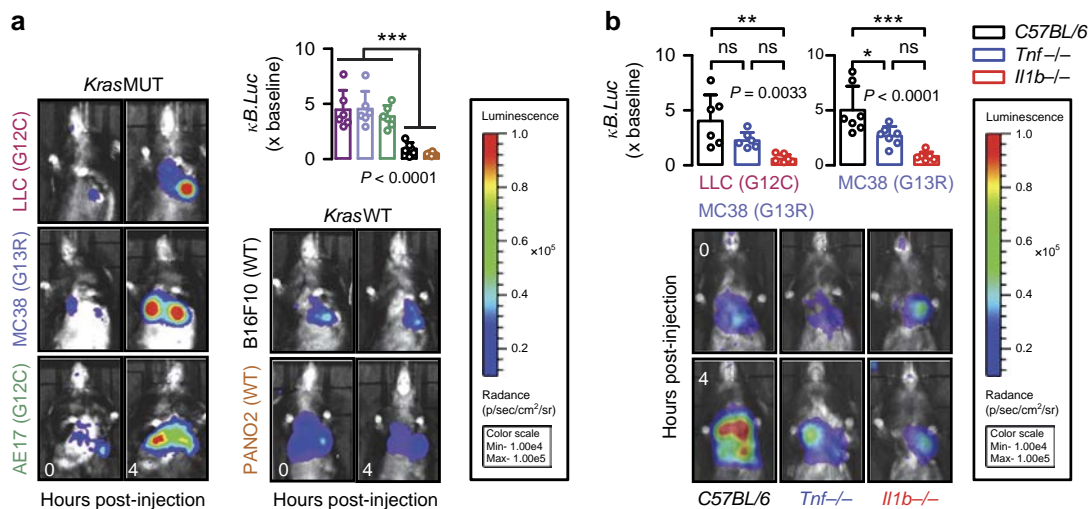 a
KrasMUT
LLC (G12C)
MC38 (G13R)
AE17 (G12C)
0
4
Hours post-injection
κB.Luc
(x baseline)
10
5
0
***
P < 0.0001
KrasWT
B16F10 (WT)
PANO2 (WT)
0
4
Hours post-injection
Luminescence
1.0
0.8
0.6
×10⁵
0.4
0.2
Radance
(p/sec/cm²/sr)
Color scale
Min- 1.00e4
Max- 1.00e5
b
κB.Luc
(x baseline)
10
5
0
**
ns
ns
P = 0.0033
LLC (G12C)
10
5
0
***
*
ns
P < 0.0001
MC38 (G13R)
C57BL/6
Tnf–/–
Il1b–/–
MC38 (G13R)
Hours post-injection
0
4
C57BL/6
Tnf–/–
Il1b–/–
Luminescence
1.0
0.8
0.6
×10⁵
0.4
0.2
Radance
(p/sec/cm²/sr)
Color scale
Min- 1.00e4
Max- 1.00e5